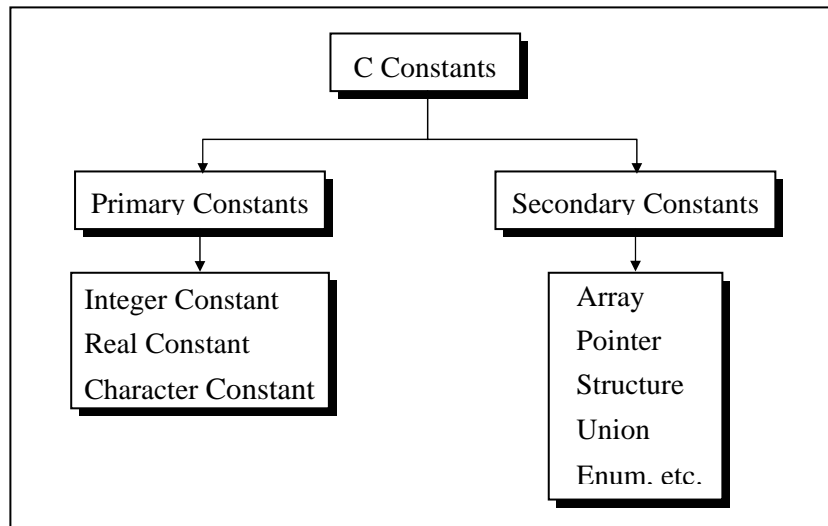 C Constants
Primary Constants
Secondary Constants
Integer Constant
Real Constant
Character Constant
Array
Pointer
Structure
Union
Enum, etc.